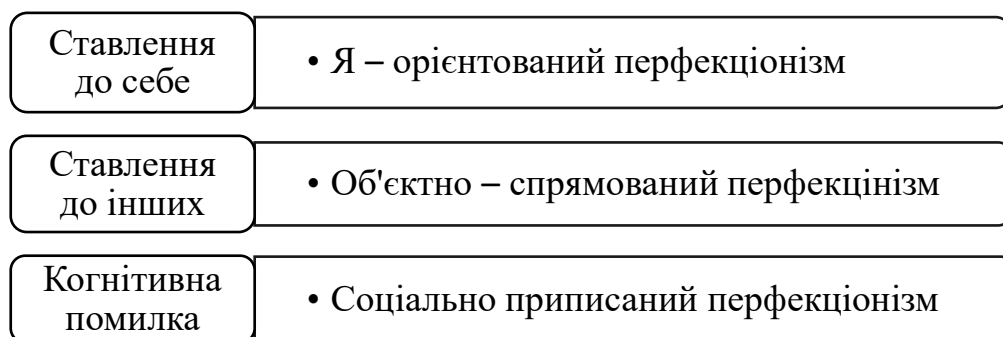 Ставлення
до себе
• Я – орієнтований перфекціонізм
Ставлення
до інших
• Об'єктно – спрямований перфекцінізм
Когнітивна
помилка
• Соціально приписаний перфекціонізм